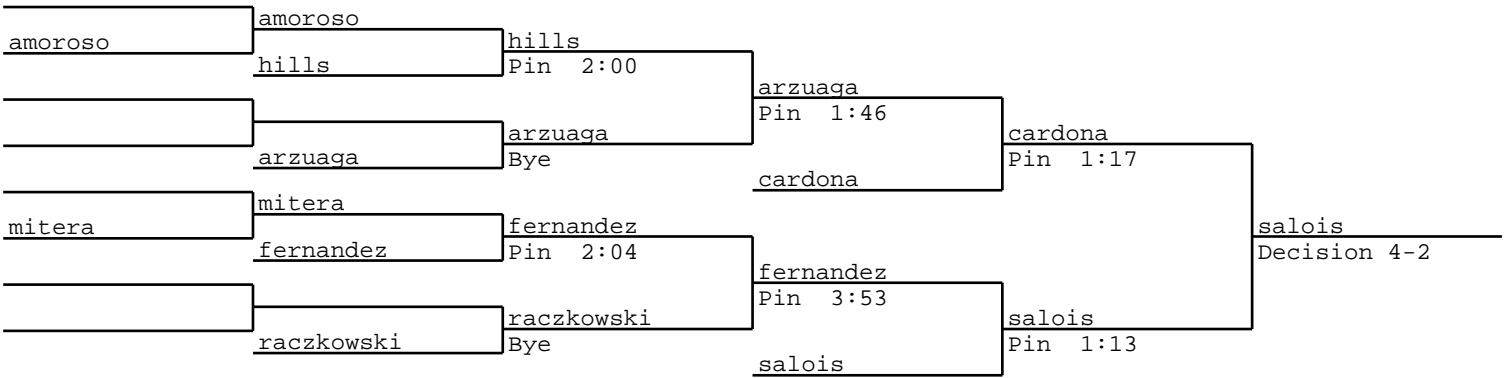 amoroso
amoroso
hills
hills
Pin 2:00
arzuaga
Pin 1:46
arzuaga
arzuaga
Bye
cardona
cardona
Pin 1:17
mitera
mitera
fernandez
fernandez
Pin 2:04
salois
Decision 4-2
fernandez
Pin 3:53
raczkowski
raczkowski
Bye
salois
salois
Pin 1:13